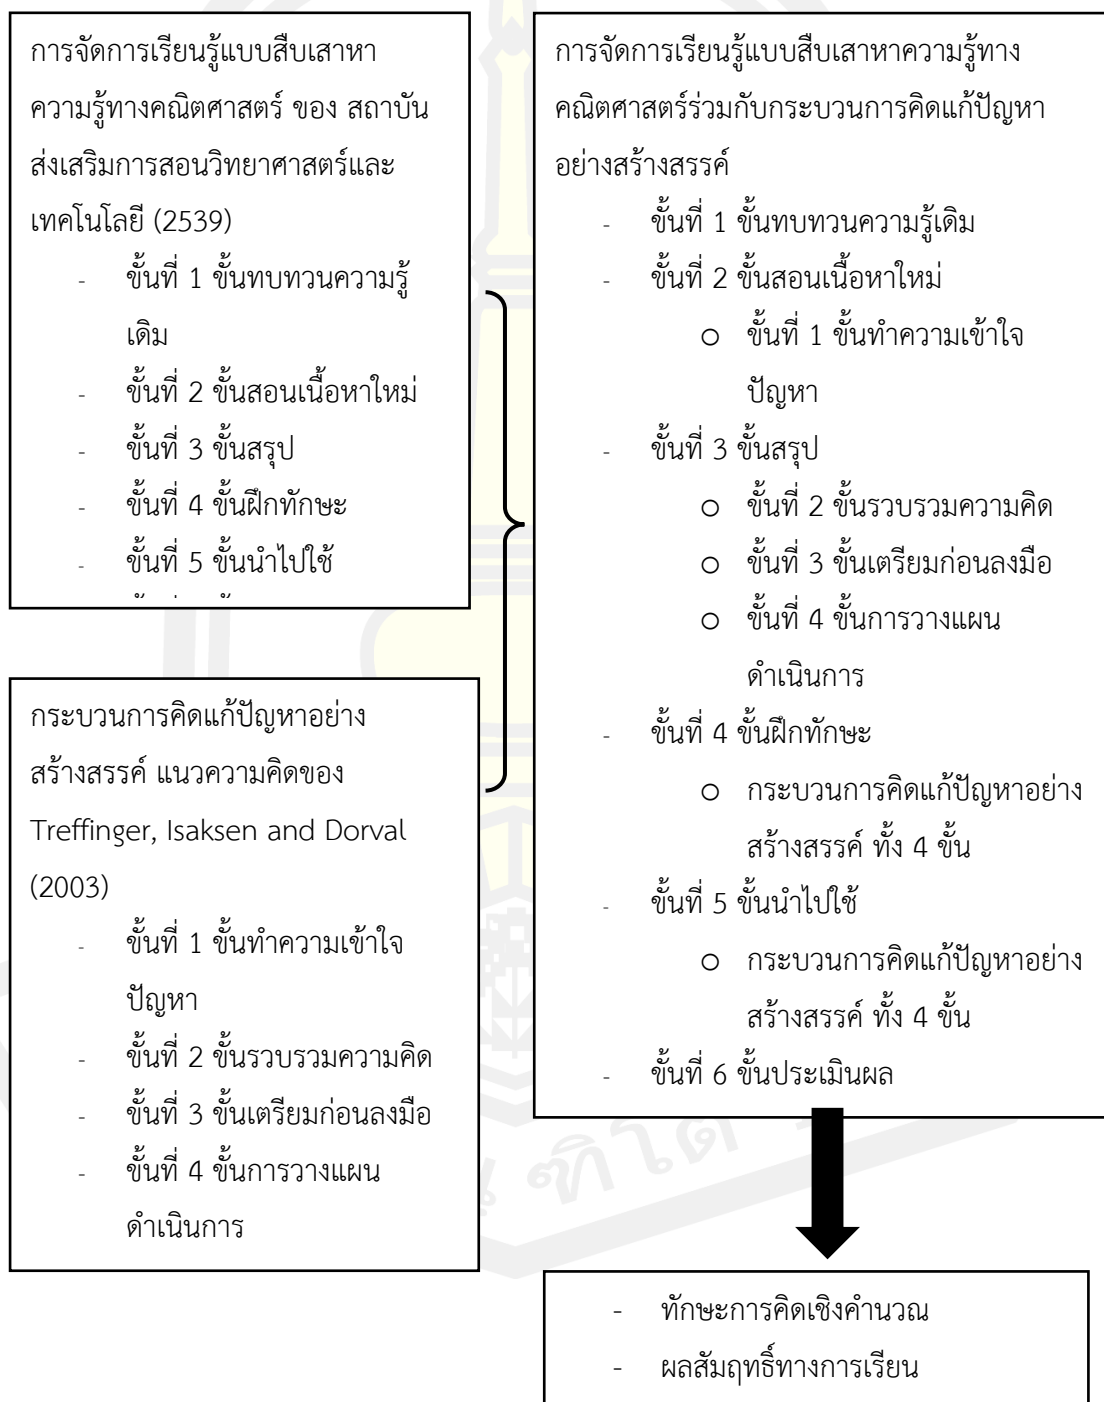 การจัดการเรียนรู้แบบสืบเสาหา
ความรู้ทางคณิตศาสตร์ ของ สถาบัน
ส่งเสริมการสอนวิทยาศาสตร์และ
เทคโนโลยี (2539)
- ขั้นที่ 1 ขั้นทบทวนความรู้
เดิม
- ขั้นที่ 2 ขั้นสอนเนื้อหาใหม่
- ขั้นที่ 3 ขั้นสรุป
- ขั้นที่ 4 ขั้นฝึกทักษะ
- ขั้นที่ 5 ขั้นนำไปใช้
กระบวนการคิดแก้ปัญหาอย่าง
สร้างสรรค์ แนวความคิดของ
Treffinger, Isaksen and Dorval
(2003)
- ขั้นที่ 1 ขั้นทำความเข้าใจ
ปัญหา
- ขั้นที่ 2 ขั้นรวบรวมความคิด
- ขั้นที่ 3 ขั้นเตรียมก่อนลงมือ
- ขั้นที่ 4 ขั้นการวางแผน
ดำเนินการ
การจัดการเรียนรู้แบบสืบเสาหาความรู้ทาง
คณิตศาสตร์ร่วมกับกระบวนการคิดแก้ปัญหา
อย่างสร้างสรรค์
- ขั้นที่ 1 ขั้นทบทวนความรู้เดิม
- ขั้นที่ 2 ขั้นสอนเนื้อหาใหม่
o ขั้นที่ 1 ขั้นทำความเข้าใจ
ปัญหา
- ขั้นที่ 3 ขั้นสรุป
o ขั้นที่ 2 ขั้นรวบรวมความคิด
o ขั้นที่ 3 ขั้นเตรียมก่อนลงมือ
o ขั้นที่ 4 ขั้นการวางแผน
ดำเนินการ
- ขั้นที่ 4 ขั้นฝึกทักษะ
o กระบวนการคิดแก้ปัญหาอย่าง
สร้างสรรค์ ทั้ง 4 ขั้น
- ขั้นที่ 5 ขั้นนำไปใช้
o กระบวนการคิดแก้ปัญหาอย่าง
สร้างสรรค์ ทั้ง 4 ขั้น
- ขั้นที่ 6 ขั้นประเมินผล
- ทักษะการคิดเชิงคำนวณ
- ผลสัมฤทธิ์ทางการเรียน